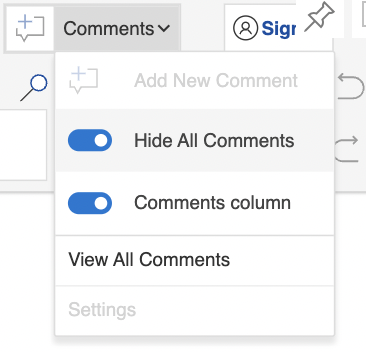 Comments
Sign
Add New Comment
Hide All Comments
Comments column
View All Comments
Settings